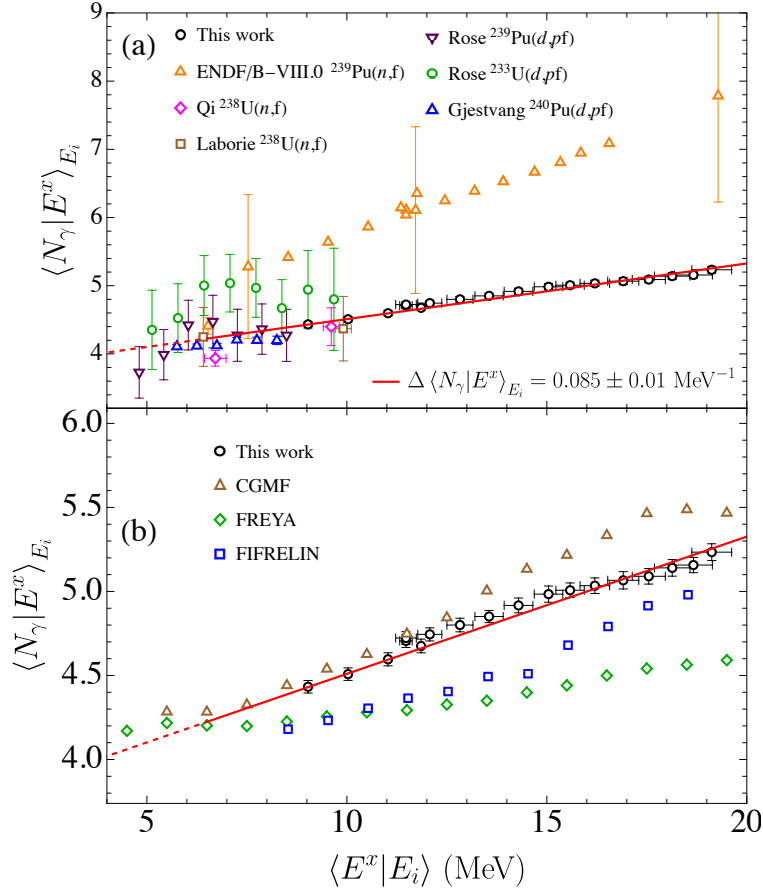 (a)
This work
ENDF/B−VIII.0 ²³⁹Pu(n,f)
Qi ²³⁸U(n,f)
Laborie ²³⁸U(n,f)
Rose ²³⁹Pu(d,pf)
Rose ²³³U(d,pf)
Gjestvang ²⁴⁰Pu(d,pf)
9
8
7
6
5
4
⟨N_γ|E^x⟩_{E_i}
Δ⟨N_γ|E^x⟩_{E_i} = 0.085 ± 0.01 MeV⁻¹
(b)
This work
CGMF
FREYA
FIFRELIN
6.0
5.5
5.0
4.5
4.0
⟨N_γ|E^x⟩_{E_i}
5 10 15 20
⟨E^x|E_i⟩ (MeV)